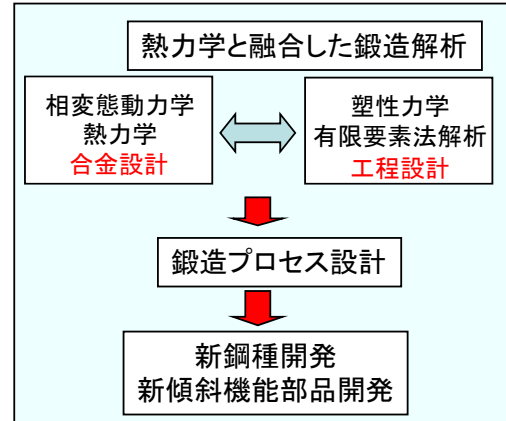 熱力学と融合した鍛造解析
相変態動力学
熱力学
合金設計
塑性力学
有限要素法解析
工程設計
鍛造プロセス設計
新鋼種開発
新傾斜機能部品開発